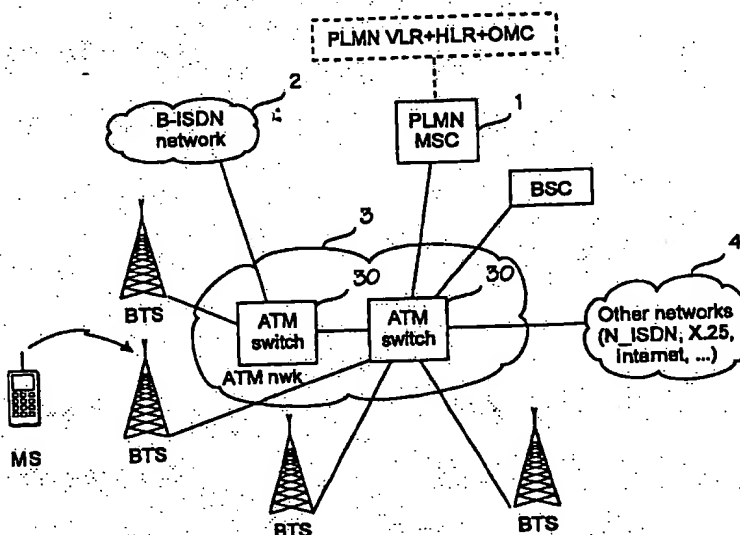 PLMN VLR+HLR+OMC
2
B-ISDN
network
1
PLMN
MSC
BSC
3
4
30
30
BTS
ATM
switch
ATM
switch
Other networks
(N_ISDN, X.25,
internet, ...)
ATM nwk
MS
BTS
BTS
BTS